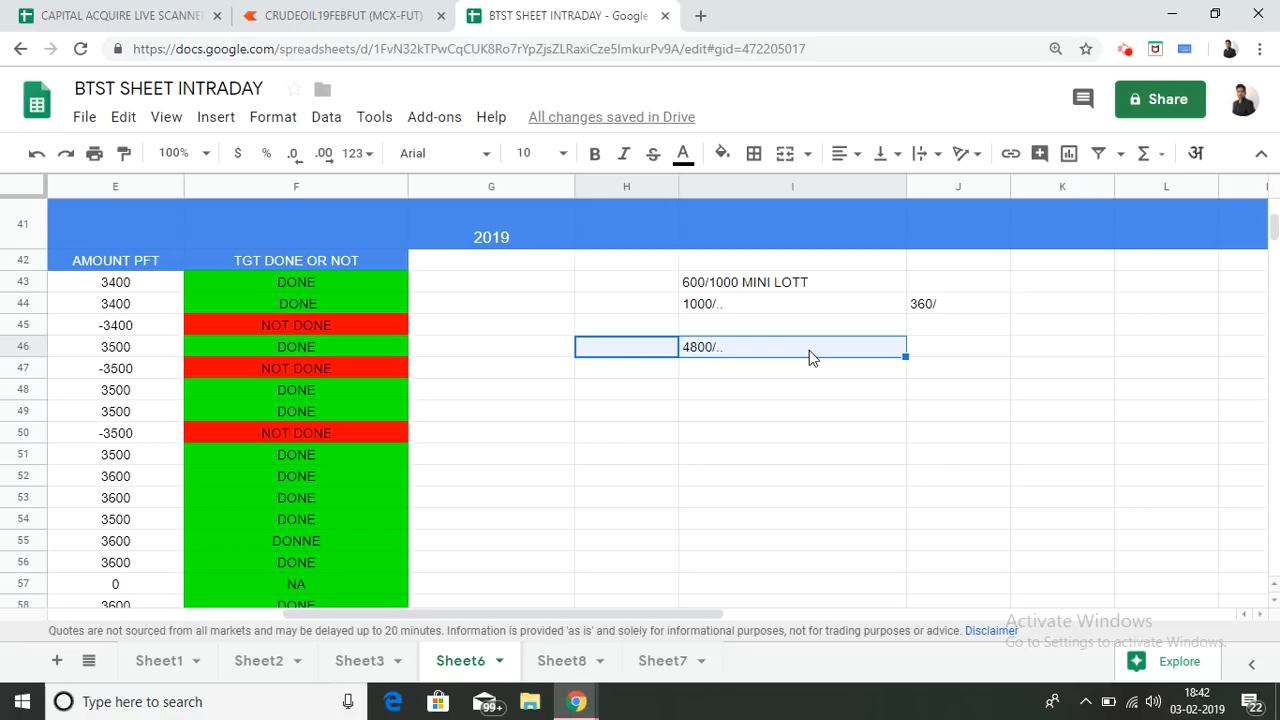 CAPITAL ACQUIRE LIVE SCANNE
CRUDEOIL19FEBFUT (MCX-FUT)
BTST SHEET INTRADAY - Google
https://docs.google.com/spreadsheets/d/1FvN32kTPwCqCUK8Ro7rYpZjsZLRaxiCze5ImkurPv9A/edit#gid=472205017
BTST SHEET INTRADAY
File Edit View Insert Format Data Tools Add-ons Help All changes saved in Drive
Share
100% $ % .0 .00 123 Arial 10 B I S A Σ अ
E F G H I J K L
41 2019
42 AMOUNT PFT TGT DONE OR NOT
43 3400 DONE 600/1000 MINI LOTT
44 3400 DONE 1000/.. 360/
45 -3400 NOT DONE
46 3500 DONE 4800/..
47 -3500 NOT DONE
48 3500 DONE
49 3500 DONE
50 -3500 NOT DONE
51 3500 DONE
52 3600 DONE
53 3600 DONE
54 3500 DONE
55 3600 DONNE
56 3600 DONE
57 0 NA
58 3600 DONE
Quotes are not sourced from all markets and may be delayed up to 20 minutes. Information is provided 'as is' and solely for informational purposes, not for trading purposes or advice. Disclaimer
Activate Windows
Go to Settings to activate Windows.
Sheet1 Sheet2 Sheet3 Sheet6 Sheet8 Sheet7 Explore
Type here to search
99+
18:42
03-02-2019
22